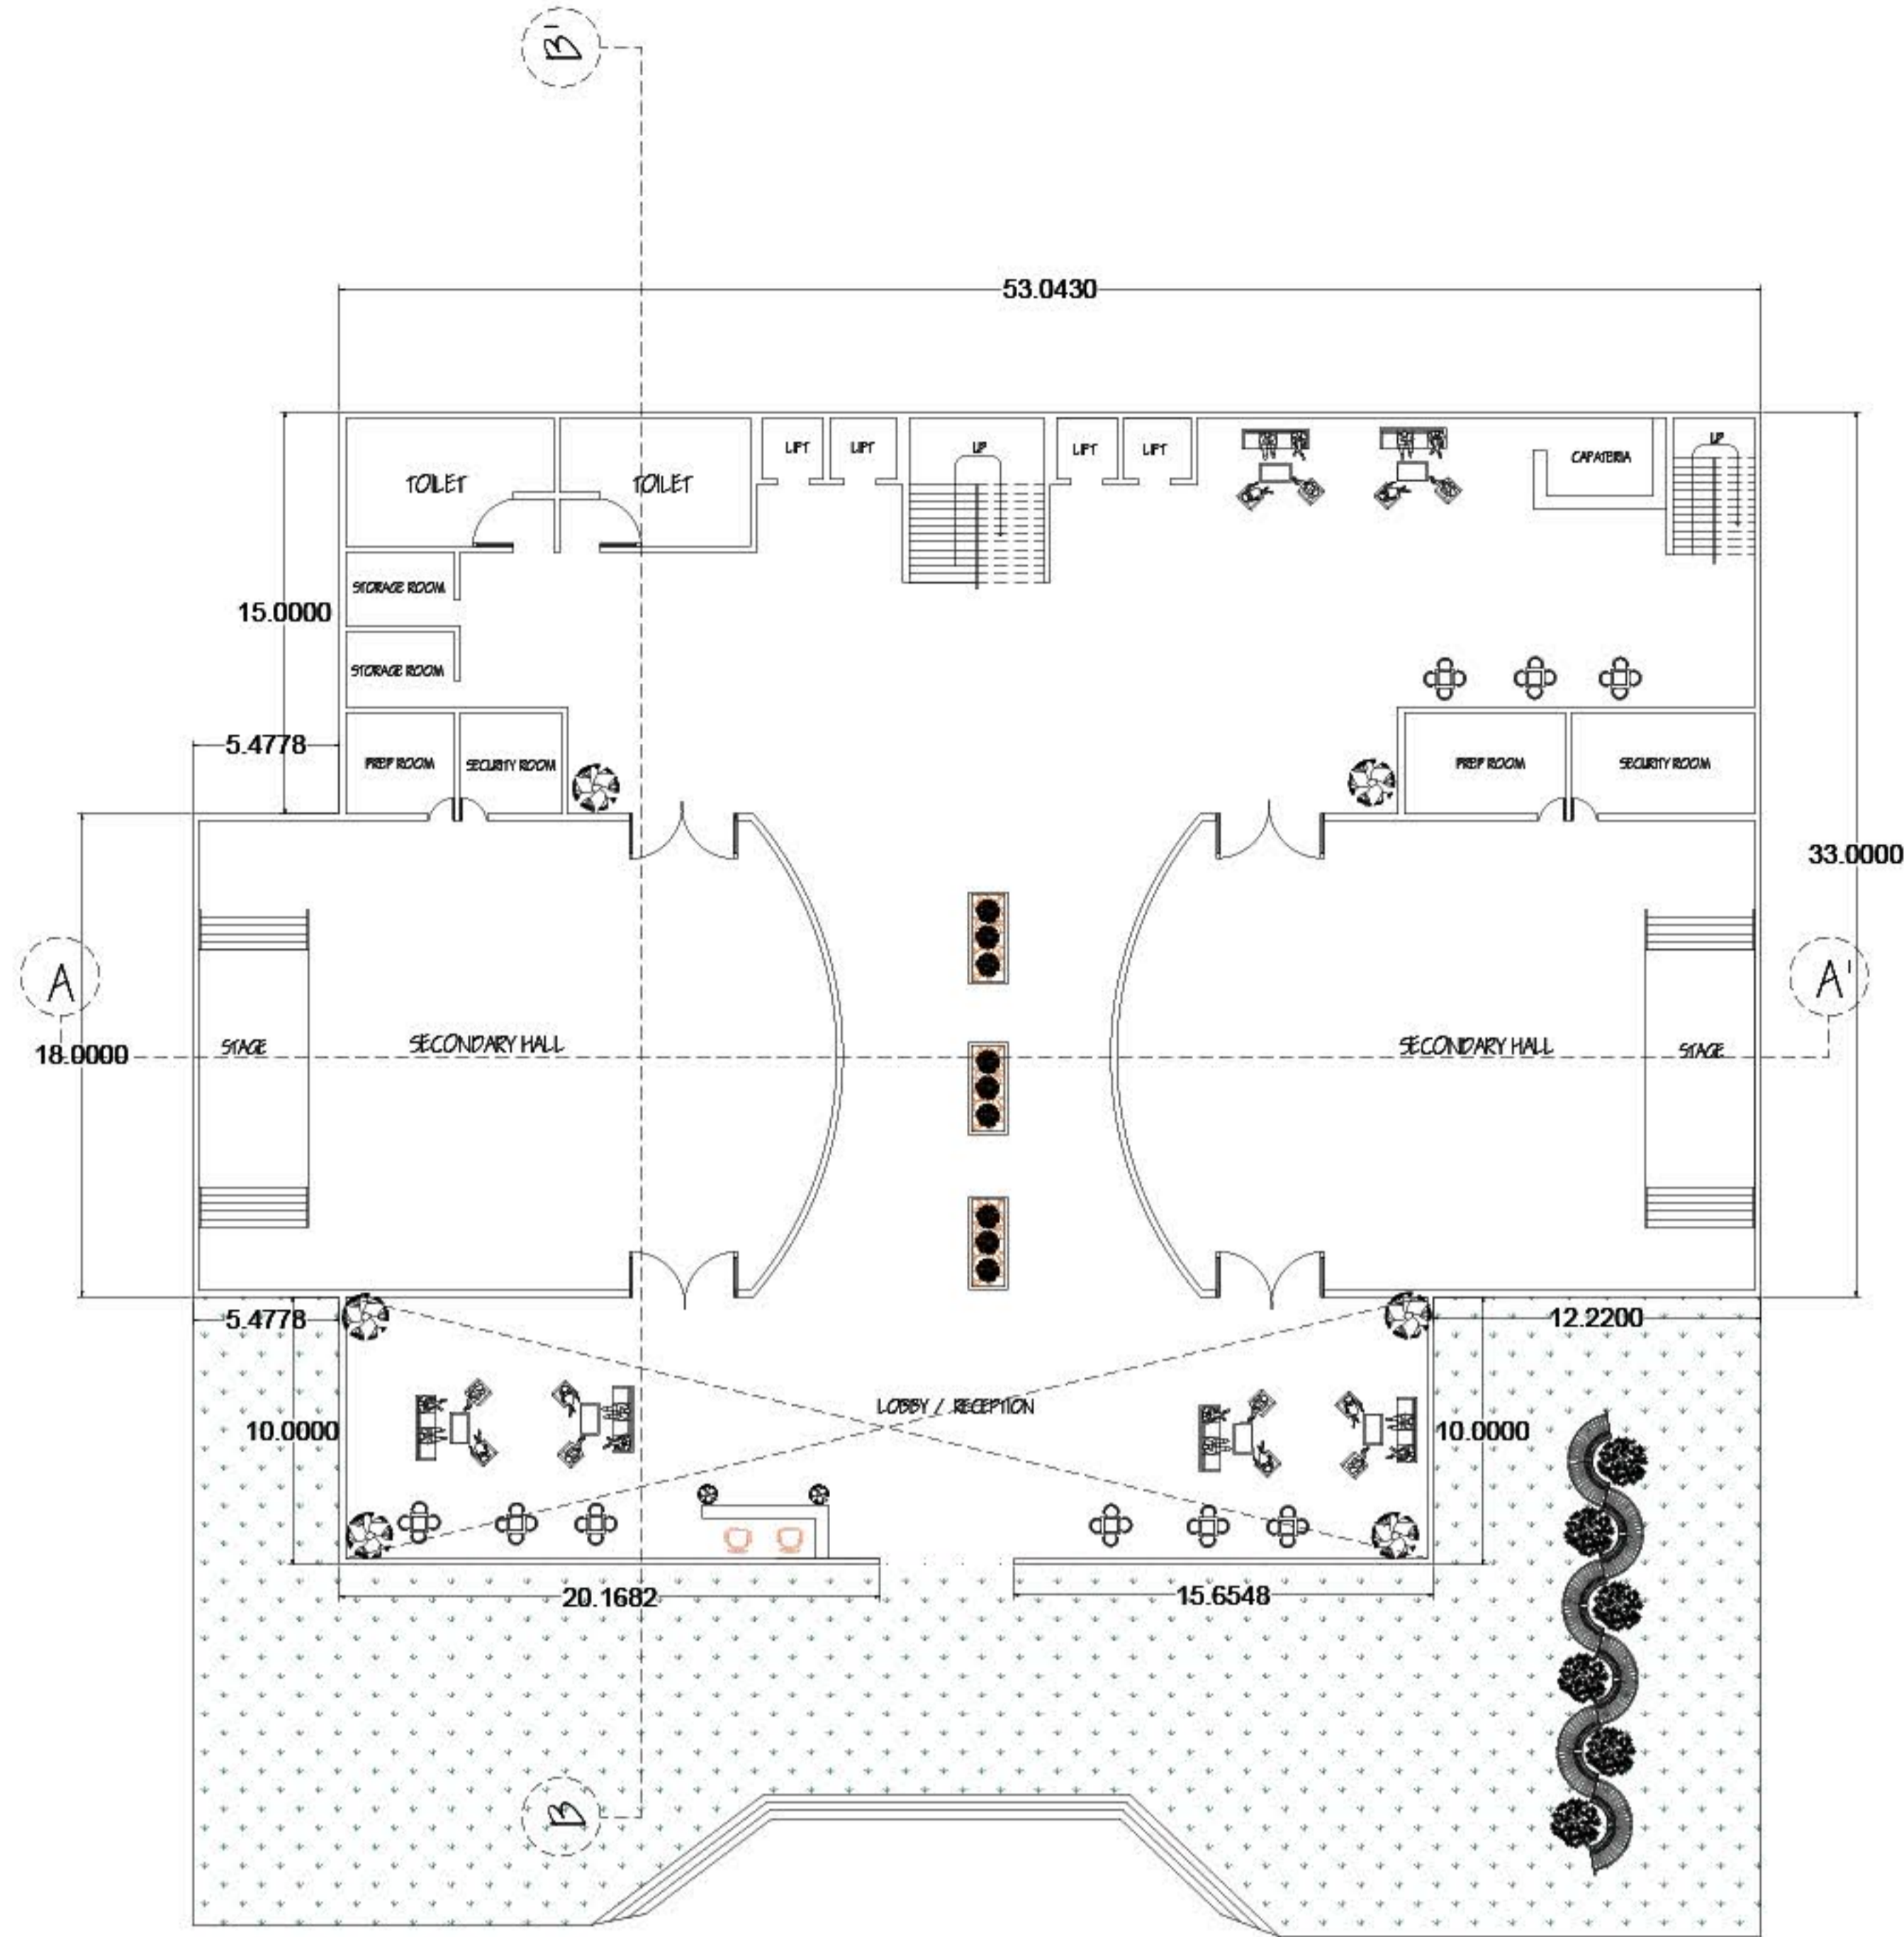 B'
53.0430
TOILET
TOILET
LIFT
LIFT
UP
LIFT
LIFT
CAPATERIA
UP
STORAGE ROOM
15.0000
STORAGE ROOM
5.4778
PREP ROOM
SECURITY ROOM
PREP ROOM
SECURITY ROOM
33.0000
A
A'
18.0000
STAGE
SECONDARY HALL
SECONDARY HALL
STAGE
5.4778
12.2200
LOBBY / RECEPTION
10.0000
10.0000
20.1682
15.6548
B